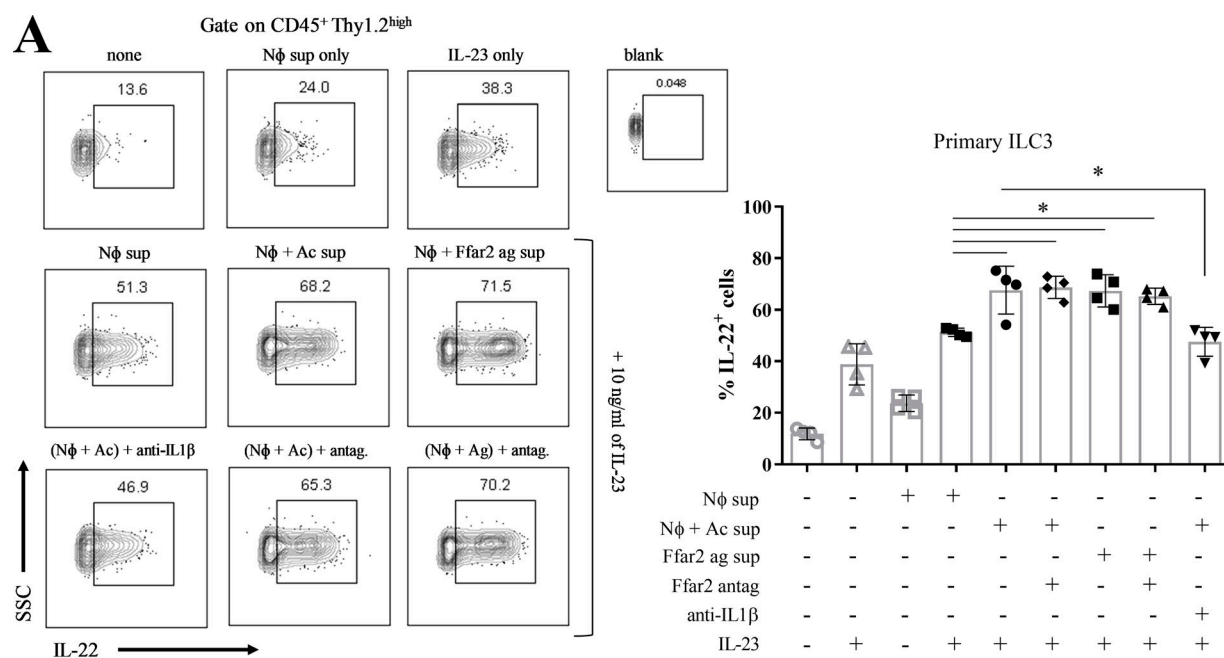 A
Gate on CD45+ Thy1.2high
none
Nϕ sup only
IL-23 only
blank
13.6
24.0
38.3
0.048
Nϕ sup
Nϕ + Ac sup
Nϕ + Ffar2 ag sup
51.3
68.2
71.5
(Nϕ + Ac) + anti-IL1β
(Nϕ + Ac) + antag.
(Nϕ + Ag) + antag.
46.9
65.3
70.2
+ 10 ng/ml of IL-23
SSC
IL-22
Primary ILC3
*
*
% IL-22+ cells
100
80
60
40
20
0
Nϕ sup - - + + - - - - -
Nϕ + Ac sup - - - - + + - - +
Ffar2 ag sup - - - - - - + + -
Ffar2 antag - - - - - + - + -
anti-IL1β - - - - - - - - +
IL-23 - + - + + + + + +